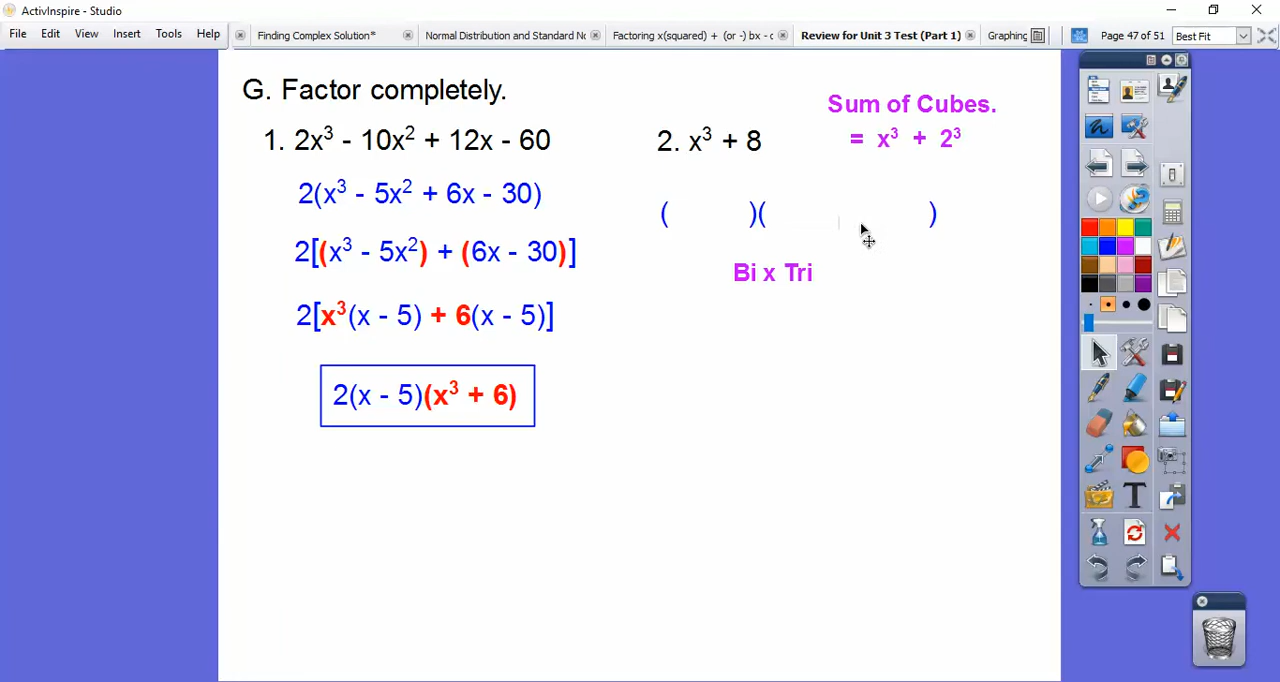 ActivInspire - Studio
File Edit View Insert Tools Help
Finding Complex Solution*
Normal Distribution and Standard No
Factoring x(squared) + (or -) bx - c
Review for Unit 3 Test (Part 1)
Graphing
Page 47 of 51
Best Fit
G. Factor completely.
1. 2x³ - 10x² + 12x - 60
2(x³ - 5x² + 6x - 30)
2[(x³ - 5x²) + (6x - 30)]
2[x³(x - 5) + 6(x - 5)]
2(x - 5)(x³ + 6)
Sum of Cubes.
2. x³ + 8
= x³ + 2³
( )( )
Bi x Tri